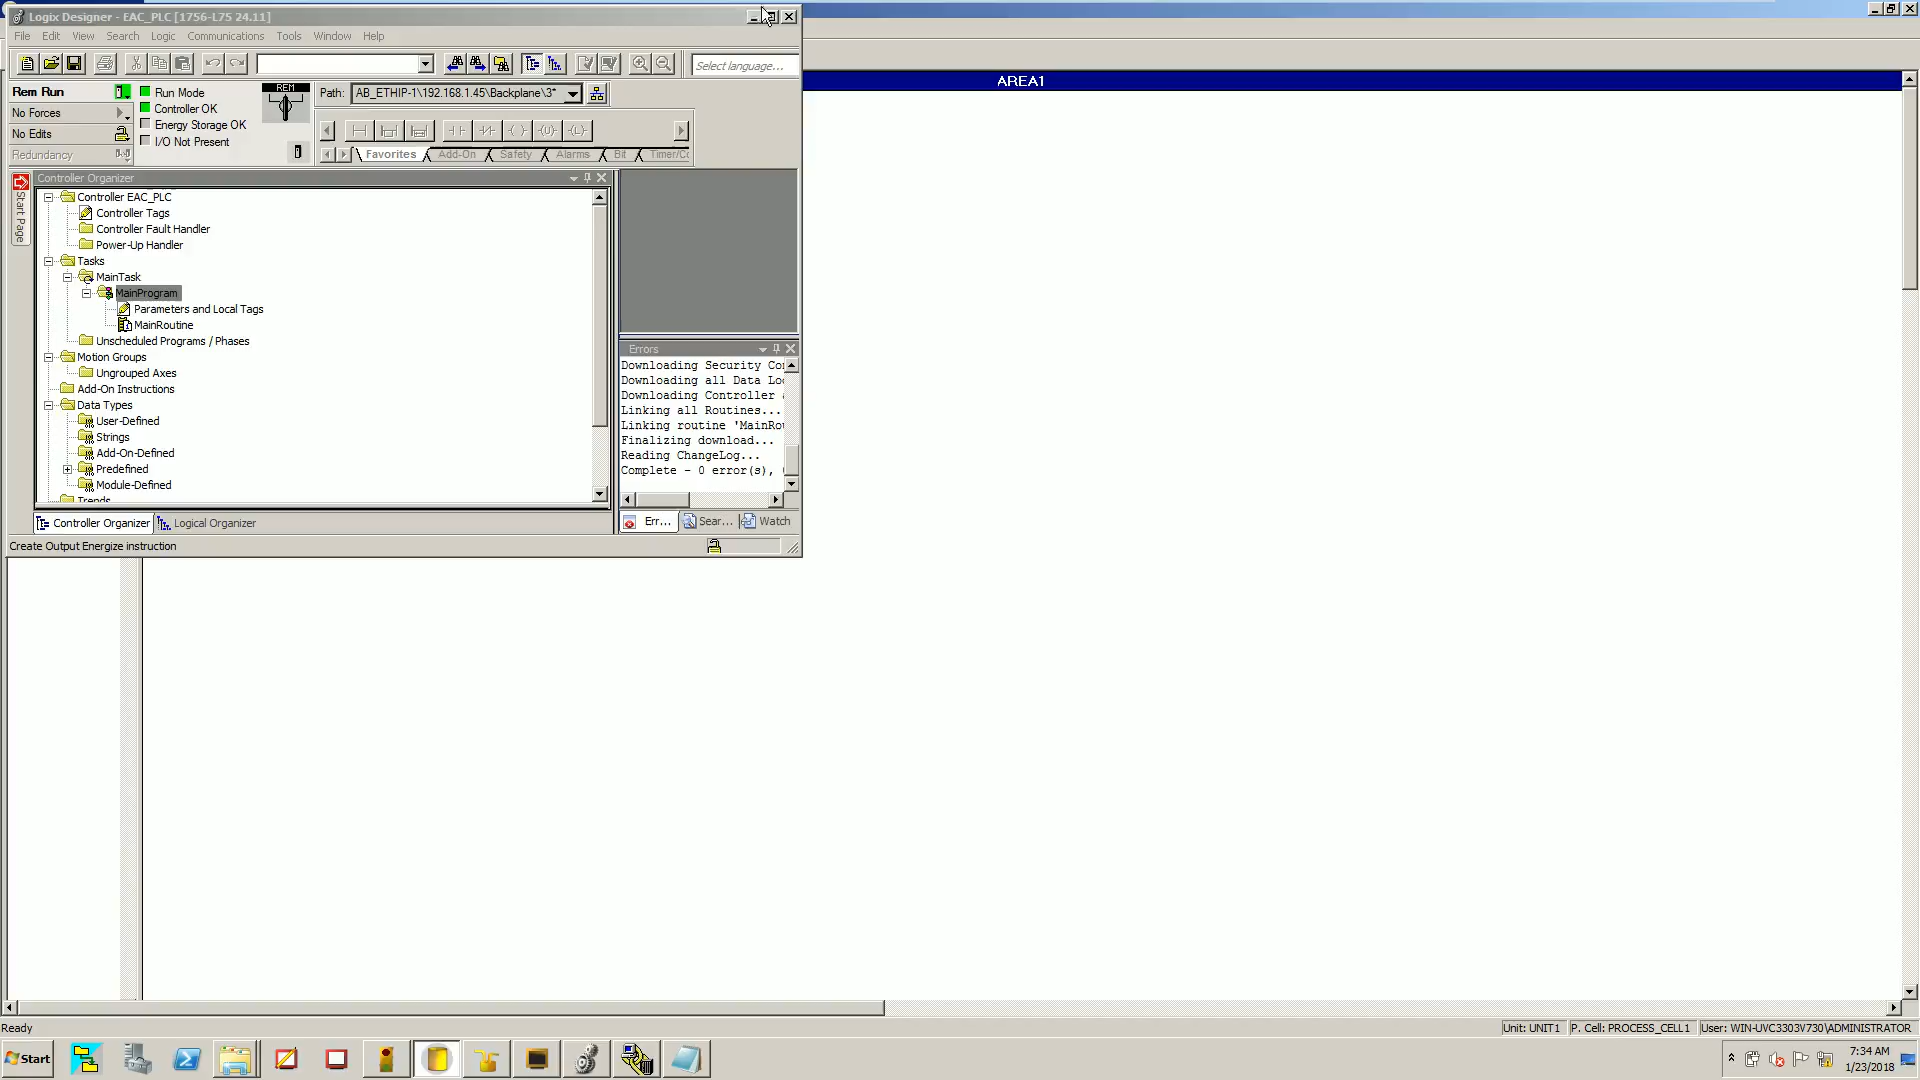 Logix Designer - EAC_PLC [1756-L75 24.11]
File Edit View Search Logic Communications Tools Window Help
Select language...
AREA1
Rem Run
No Forces
No Edits
Redundancy
Run Mode
Controller OK
Energy Storage OK
I/O Not Present
REM
Path: AB_ETHIP-1\192.168.1.45\Backplane\3*
Favorites Add-On Safety Alarms Bit Timer/Co
Start Page
Controller Organizer
Controller EAC_PLC
Controller Tags
Controller Fault Handler
Power-Up Handler
Tasks
MainTask
MainProgram
Parameters and Local Tags
MainRoutine
Unscheduled Programs / Phases
Motion Groups
Ungrouped Axes
Add-On Instructions
Data Types
User-Defined
Strings
Add-On-Defined
Predefined
Module-Defined
Trends
Controller Organizer Logical Organizer
Errors
Downloading Security Co
Downloading all Data Lo
Downloading Controller
Linking all Routines...
Linking routine 'MainRou
Finalizing download...
Reading ChangeLog...
Complete - 0 error(s),
Err... Sear... Watch
Create Output Energize instruction
Ready
Unit: UNIT1 P. Cell: PROCESS_CELL1 User: WIN-UVC3303V730\ADMINISTRATOR
Start
7:34 AM
1/23/2018